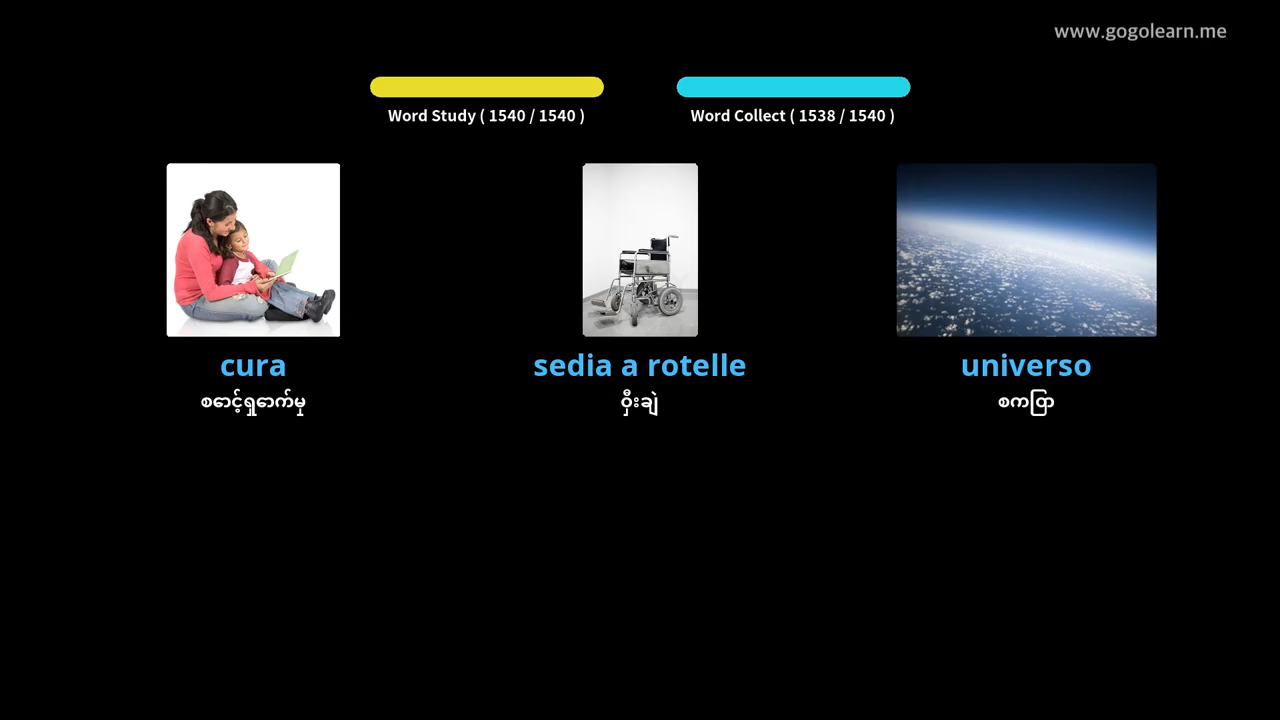 www.gogolearn.me
Word Study ( 1540 / 1540 )
Word Collect ( 1538 / 1540 )
cura
sedia a rotelle
universo
စောင့်ရှောက်မှု
ဝှီးချဲ
စကြာ